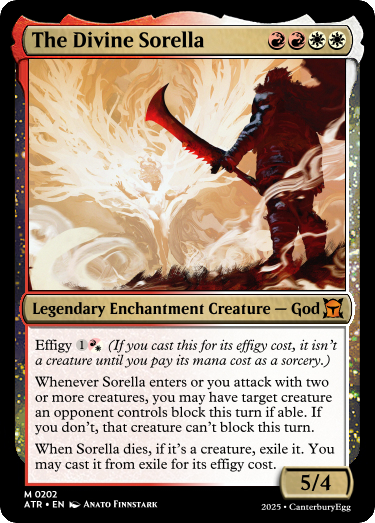 The Divine Sorella
Legendary Enchantment Creature — God
Effigy 1 (If you cast this for its effigy cost, it isn't
a creature until you pay its mana cost as a sorcery.)
Whenever Sorella enters or you attack with two
or more creatures, you may have target creature
an opponent controls block this turn if able. If
you don't, that creature can't block this turn.
When Sorella dies, if it's a creature, exile it. You
may cast it from exile for its effigy cost.
5/4
M 0202
ATR • EN Anato Finnstark
2025 • CanterburyEgg